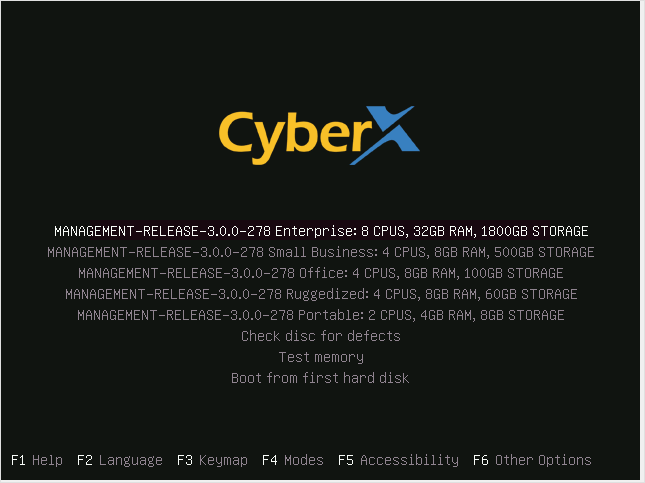 CyberX
MANAGEMENT-RELEASE-3.0.0-278 Enterprise: 8 CPUS, 32GB RAM, 1800GB STORAGE
MANAGEMENT-RELEASE-3.0.0-278 Small Business: 4 CPUS, 8GB RAM, 500GB STORAGE
MANAGEMENT-RELEASE-3.0.0-278 Office: 4 CPUS, 8GB RAM, 100GB STORAGE
MANAGEMENT-RELEASE-3.0.0-278 Ruggedized: 4 CPUS, 8GB RAM, 60GB STORAGE
MANAGEMENT-RELEASE-3.0.0-278 Portable: 2 CPUS, 4GB RAM, 8GB STORAGE
Check disc for defects
Test memory
Boot from first hard disk
F1 Help F2 Language F3 Keymap F4 Modes F5 Accessibility F6 Other Options